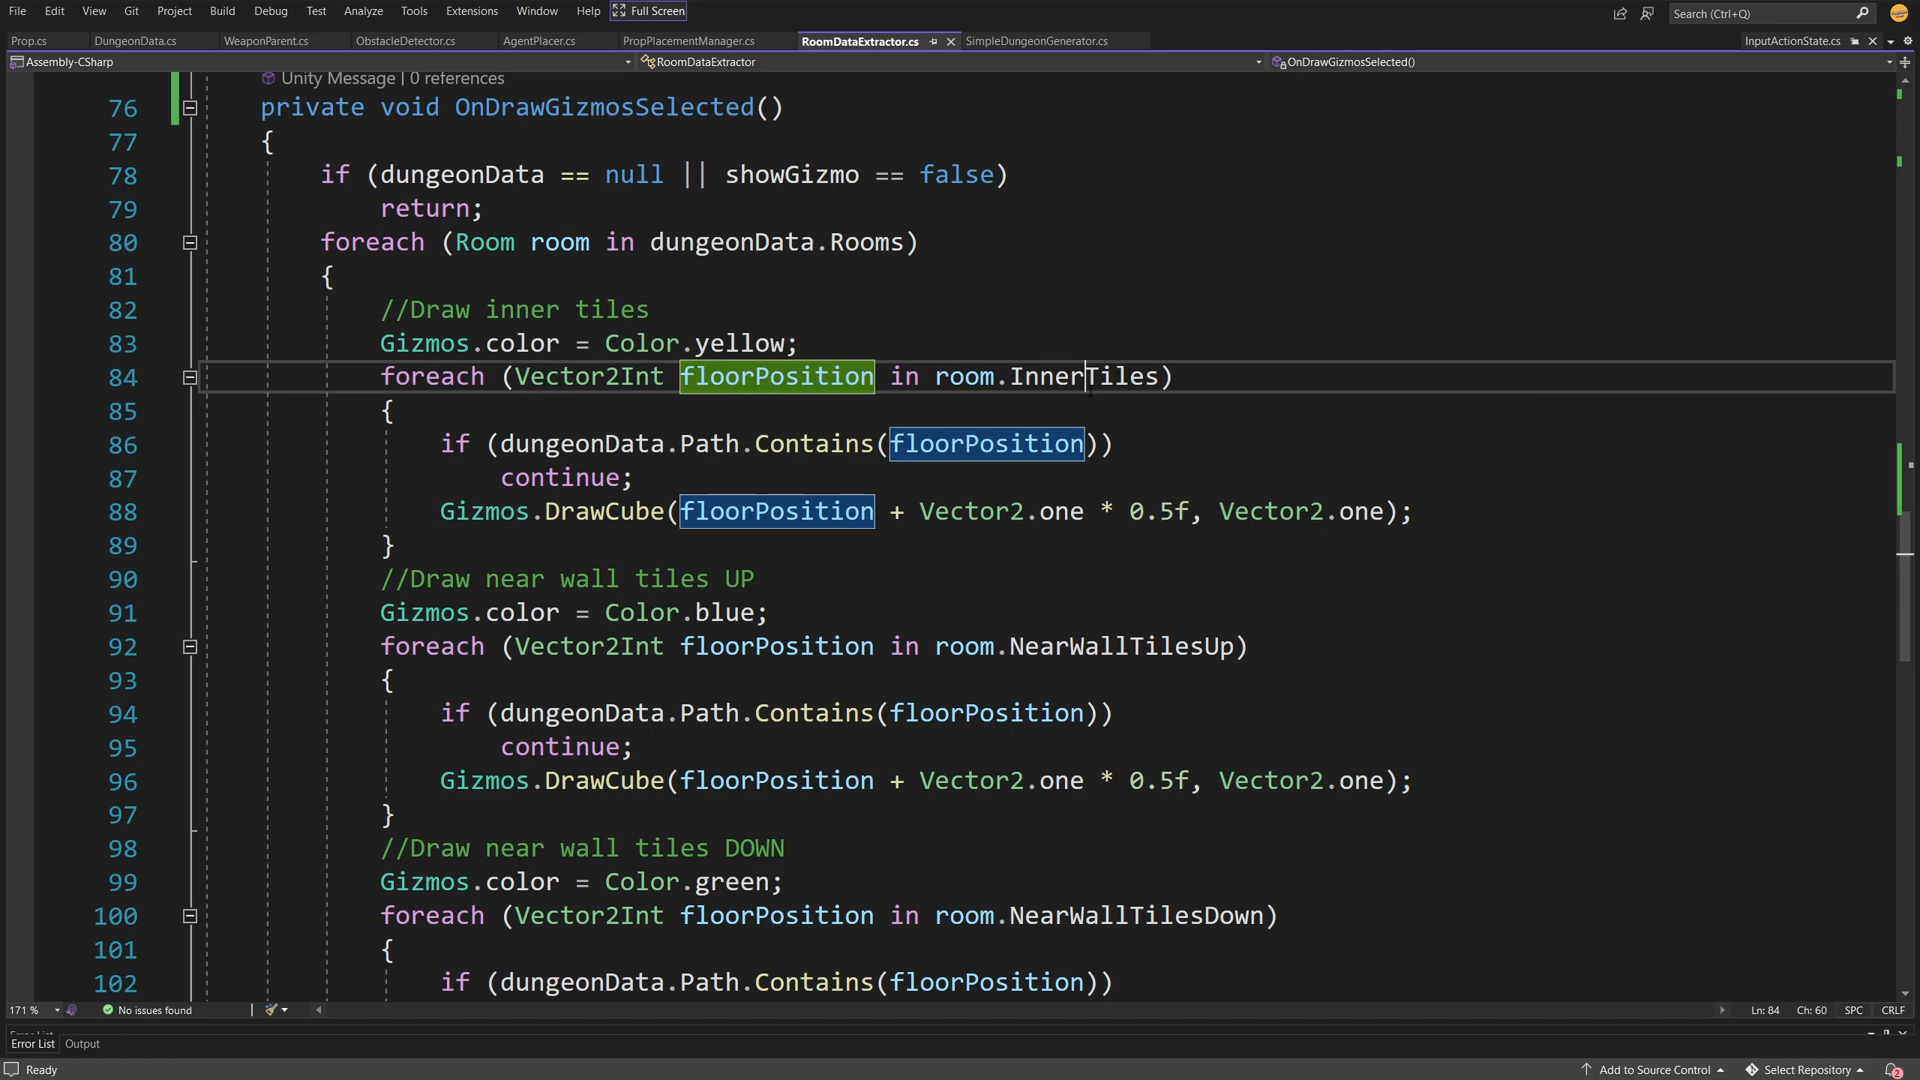 File Edit View Git Project Build Debug Test Analyze Tools Extensions Window Help Full Screen Search (Ctrl+Q)
Prop.cs DungeonData.cs WeaponParent.cs ObstacleDetector.cs AgentPlacer.cs PropPlacementManager.cs RoomDataExtractor.cs SimpleDungeonGenerator.cs InputActionState.cs
Assembly-CSharp RoomDataExtractor OnDrawGizmosSelected()
Unity Message | 0 references
76 private void OnDrawGizmosSelected()
77 {
78 if (dungeonData == null || showGizmo == false)
79 return;
80 foreach (Room room in dungeonData.Rooms)
81 {
82 //Draw inner tiles
83 Gizmos.color = Color.yellow;
84 foreach (Vector2Int floorPosition in room.InnerTiles)
85 {
86 if (dungeonData.Path.Contains(floorPosition))
87 continue;
88 Gizmos.DrawCube(floorPosition + Vector2.one * 0.5f, Vector2.one);
89 }
90 //Draw near wall tiles UP
91 Gizmos.color = Color.blue;
92 foreach (Vector2Int floorPosition in room.NearWallTilesUp)
93 {
94 if (dungeonData.Path.Contains(floorPosition))
95 continue;
96 Gizmos.DrawCube(floorPosition + Vector2.one * 0.5f, Vector2.one);
97 }
98 //Draw near wall tiles DOWN
99 Gizmos.color = Color.green;
100 foreach (Vector2Int floorPosition in room.NearWallTilesDown)
101 {
102 if (dungeonData.Path.Contains(floorPosition))
171 % No issues found Ln: 84 Ch: 60 SPC CRLF
Error List
Error List Output
Ready Add to Source Control Select Repository 2